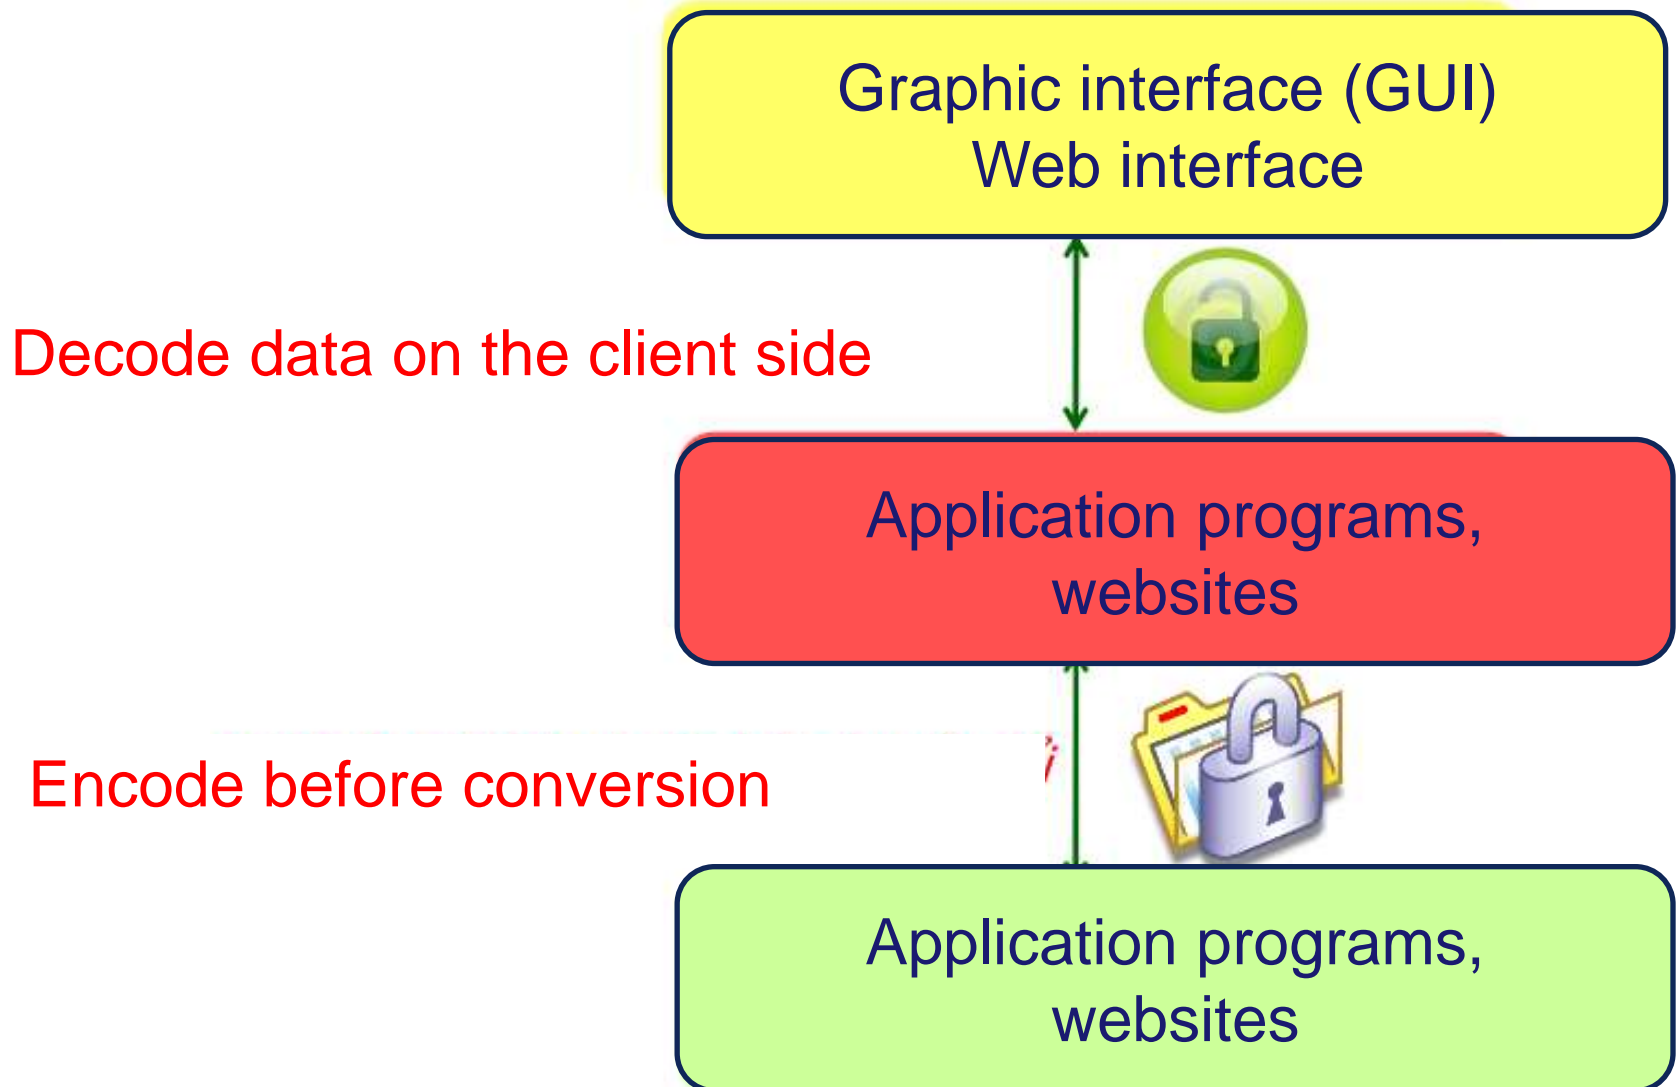 Graphic interface (GUI)
Web interface
Decode data on the client side
Application programs,
websites
Encode before conversion
Application programs,
websites